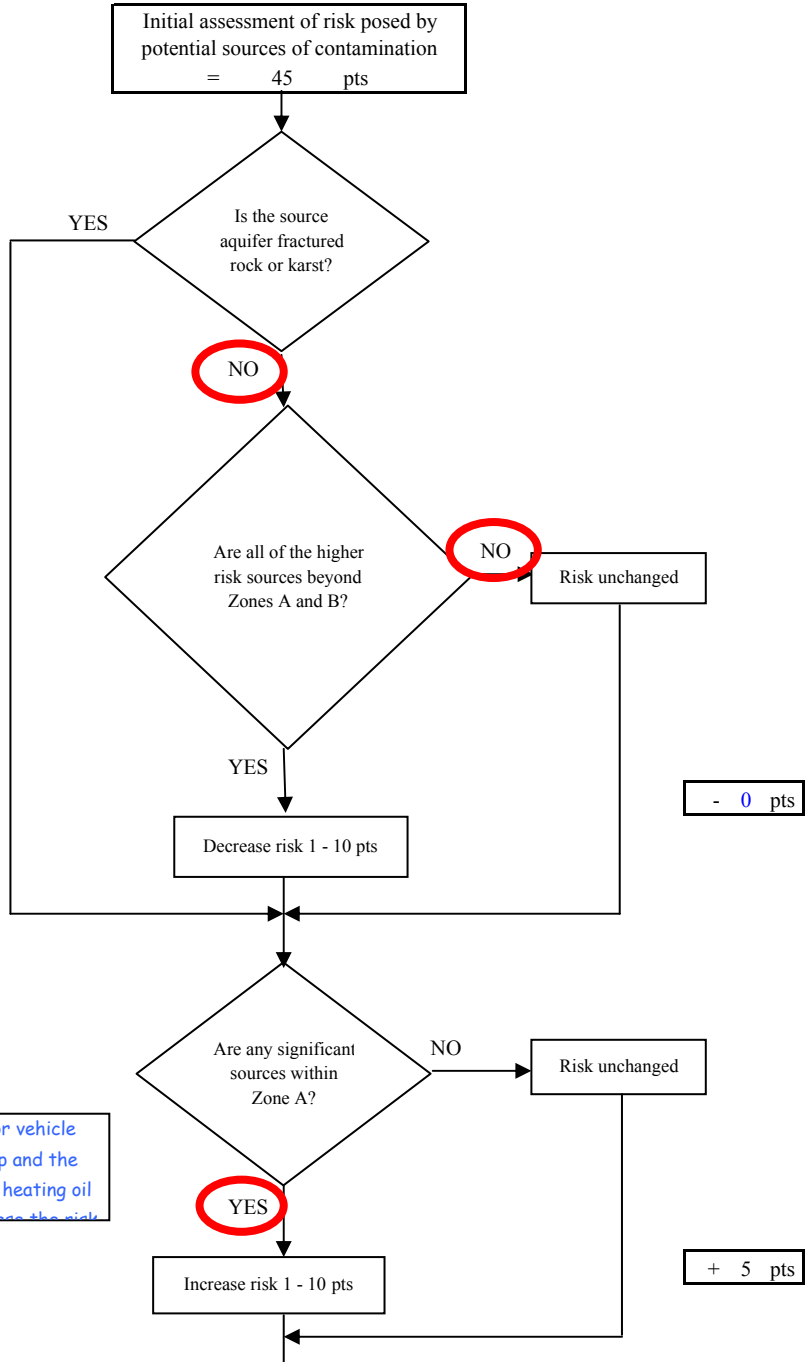 Initial assessment of risk posed by
potential sources of contamination
= 45 pts
YES
Is the source
aquifer fractured
rock or karst?
NO
Are all of the higher
risk sources beyond
Zones A and B?
NO
Risk unchanged
YES
- 0 pts
Decrease risk 1 - 10 pts
Are any significant
sources within
Zone A?
NO
Risk unchanged
vehicle
and the
heating oil
the risk
YES
Increase risk 1 - 10 pts
+ 5 pts